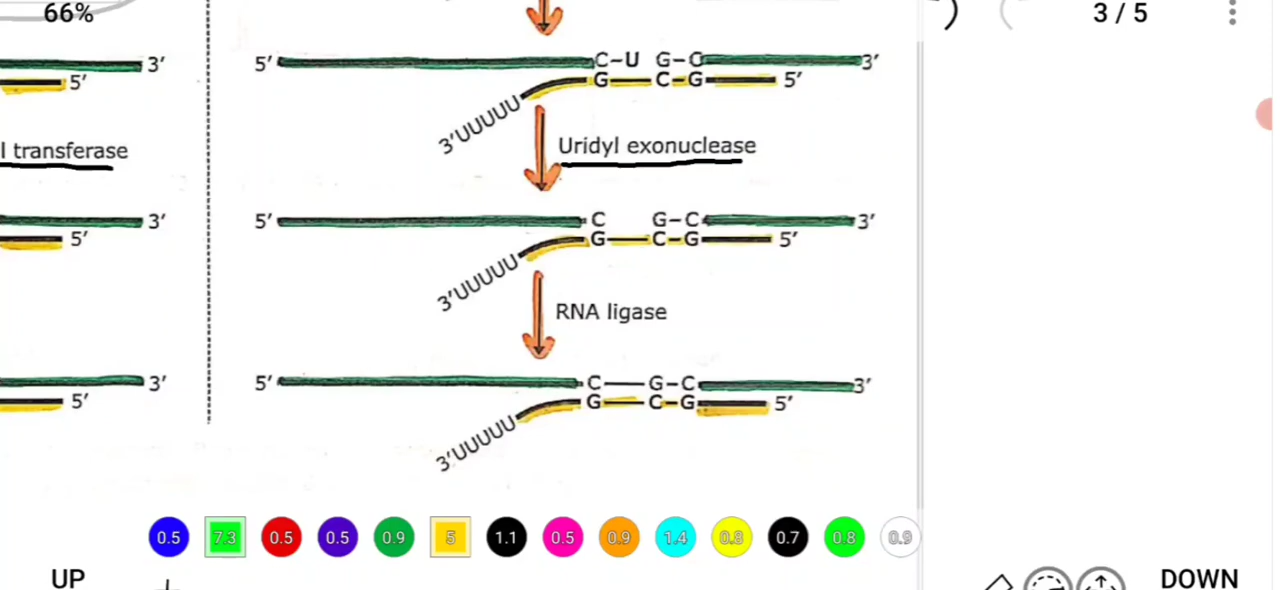 66%
3 / 5
3′
5′
C-U G-C
3′
5′
G—C-G
5′
3′UUUUU
l transferase
Uridyl exonuclease
3′
5′
C G-C
3′
5′
G—C-G
5′
3′UUUUU
RNA ligase
3′
5′
C—G-C
3′
5′
G—C-G
5′
3′UUUUU
0.5 7.3 0.5 0.5 0.9 5 1.1 0.5 0.9 1.4 0.8 0.7 0.8 0.9
UP
DOWN